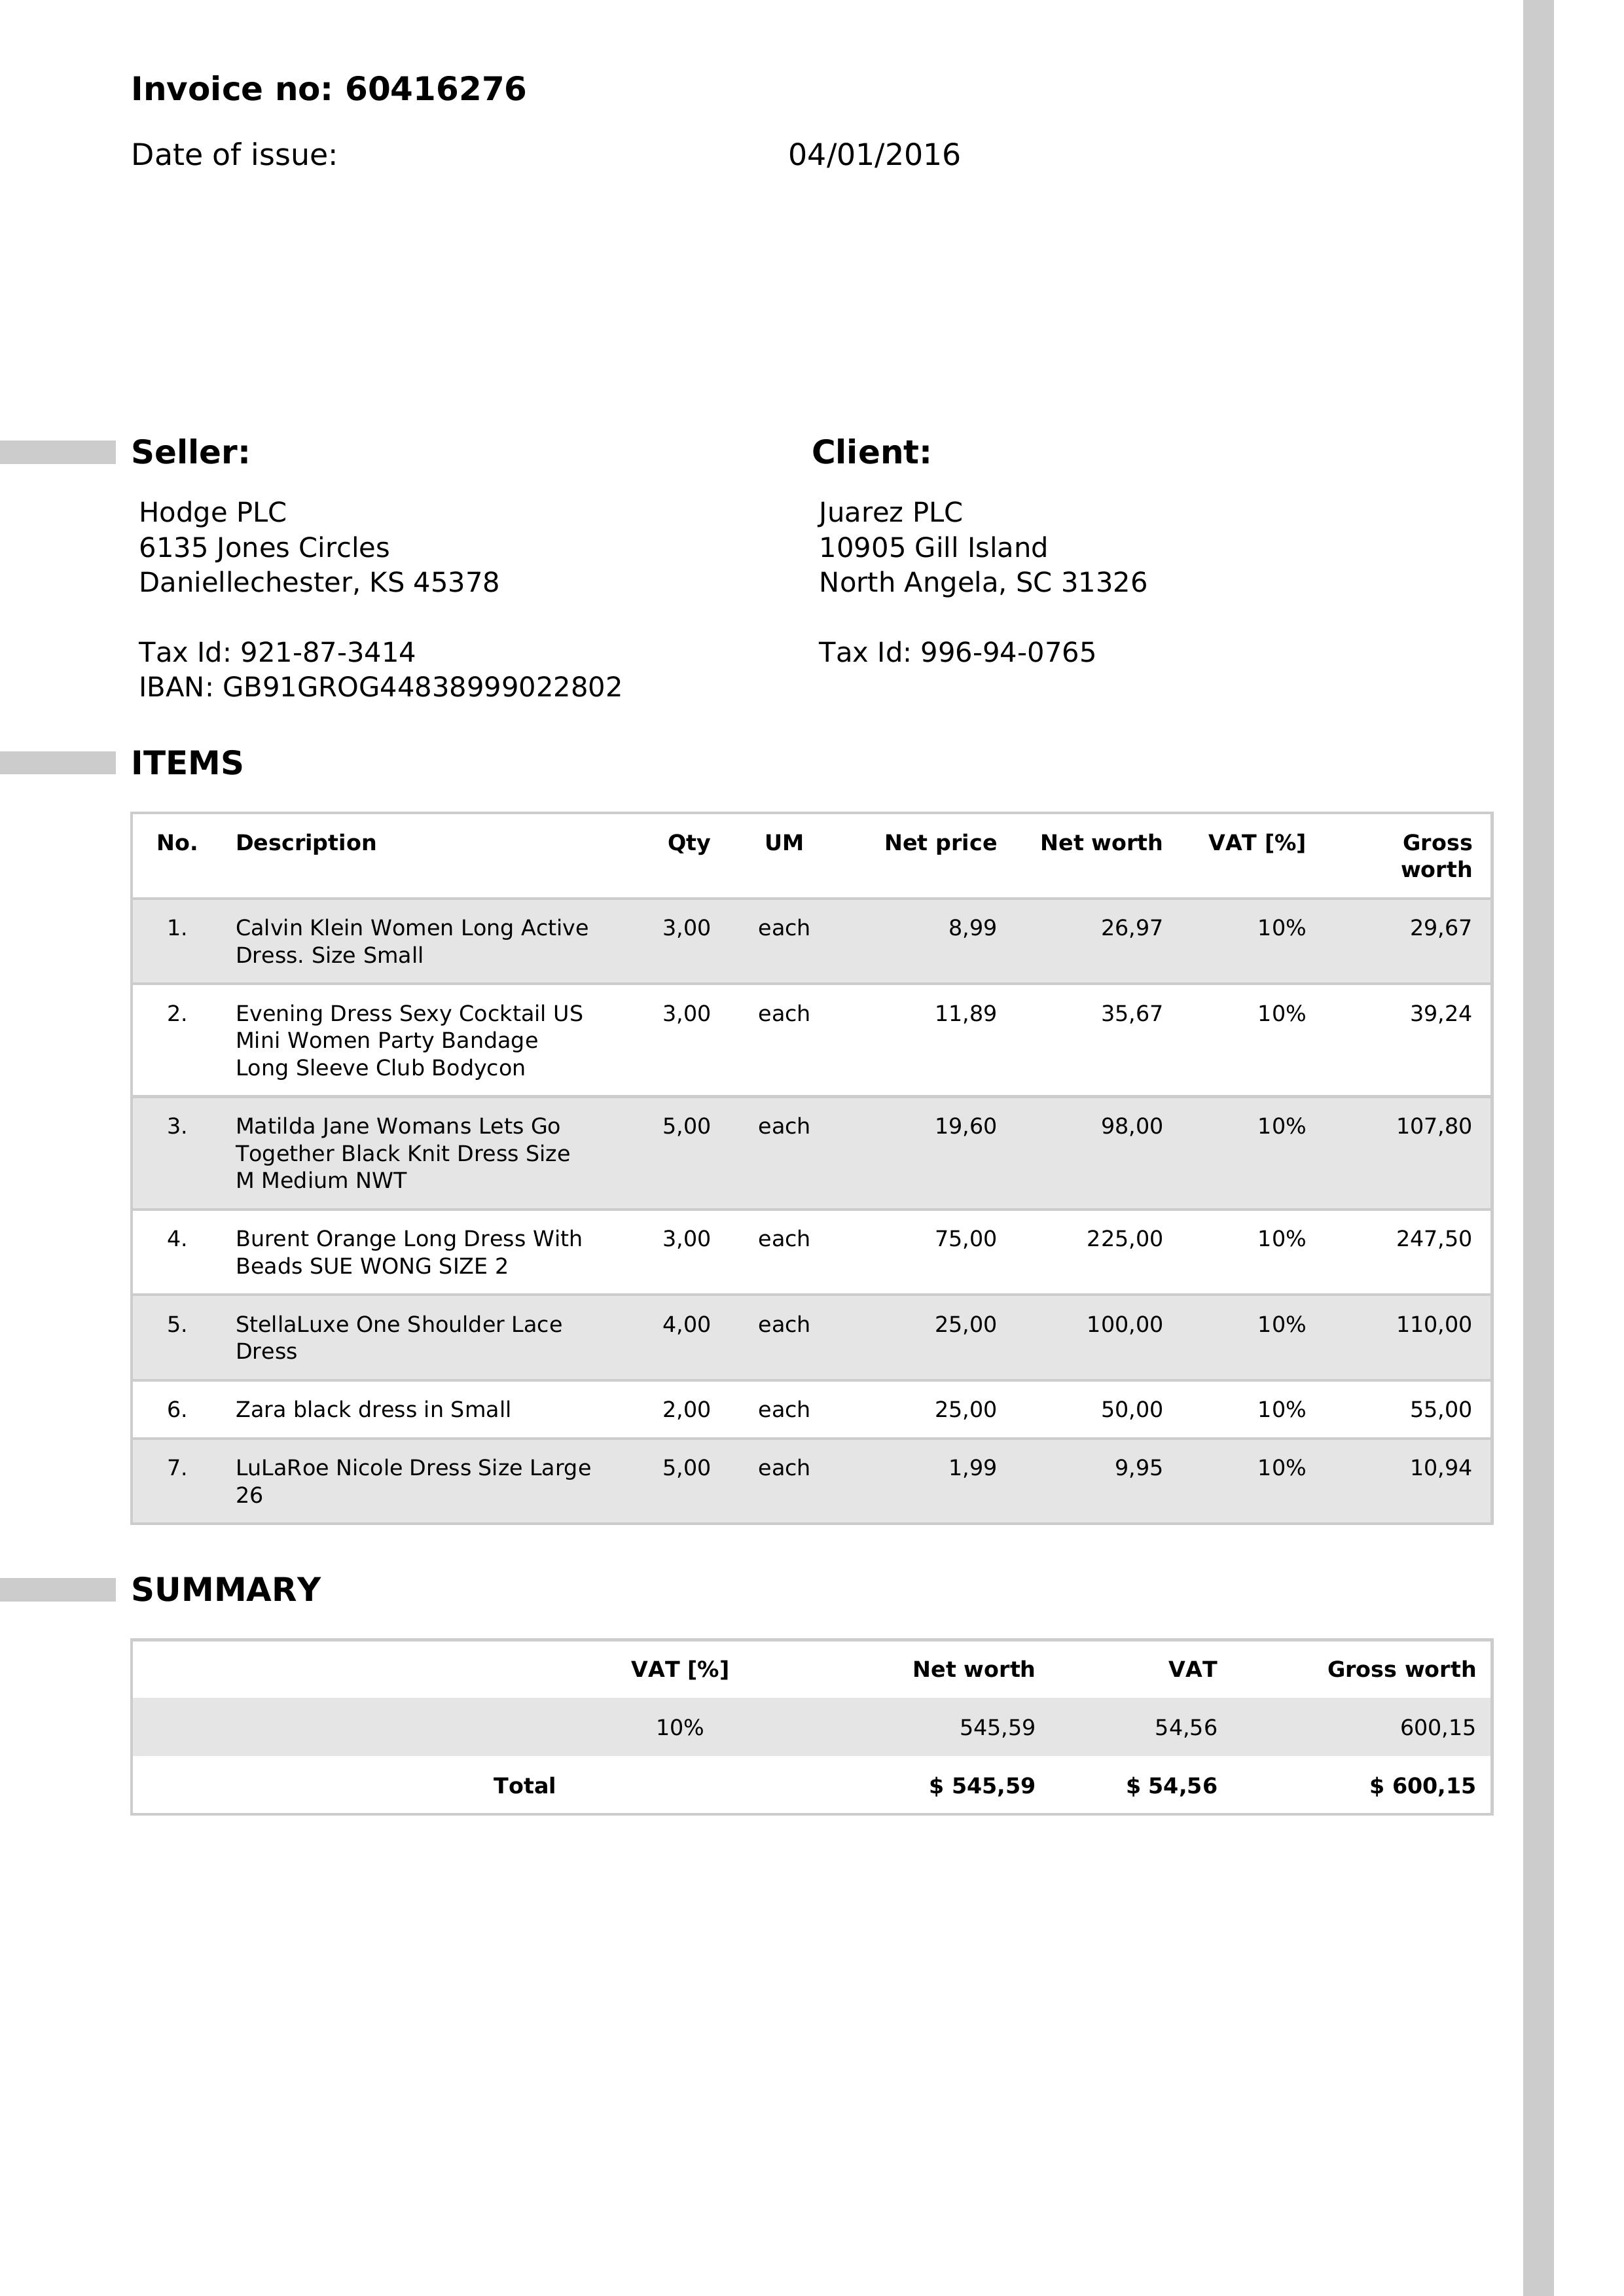 Invoice no: 60416276
Date of issue: 04/01/2016
Seller:
Hodge PLC
6135 Jones Circles
Daniellechester, KS 45378
Tax Id: 921-87-3414
IBAN: GB91GROG44838999022802
Client:
Juarez PLC
10905 Gill Island
North Angela, SC 31326
Tax Id: 996-94-0765
ITEMS
No. Description Qty UM Net price Net worth VAT [%] Gross
worth
1. Calvin Klein Women Long Active 3,00 each 8,99 26,97 10% 29,67
Dress. Size Small
2. Evening Dress Sexy Cocktail US 3,00 each 11,89 35,67 10% 39,24
Mini Women Party Bandage
Long Sleeve Club Bodycon
3. Matilda Jane Womans Lets Go 5,00 each 19,60 98,00 10% 107,80
Together Black Knit Dress Size
M Medium NWT
4. Burent Orange Long Dress With 3,00 each 75,00 225,00 10% 247,50
Beads SUE WONG SIZE 2
5. StellaLuxe One Shoulder Lace 4,00 each 25,00 100,00 10% 110,00
Dress
6. Zara black dress in Small 2,00 each 25,00 50,00 10% 55,00
7. LuLaRoe Nicole Dress Size Large 5,00 each 1,99 9,95 10% 10,94
26
SUMMARY
VAT [%] Net worth VAT Gross worth
10% 545,59 54,56 600,15
Total $ 545,59 $ 54,56 $ 600,15